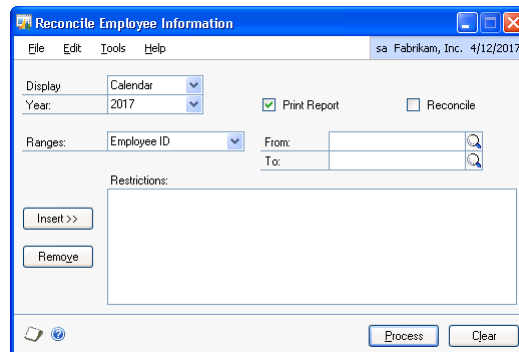 Reconcile Employee Information
File Edit Tools Help sa Fabrikam, Inc. 4/12/2017
Display Calendar
Year: 2017 Print Report Reconcile
Ranges: Employee ID From:
To:
Restrictions:
Insert >>
Remove
Process Clear